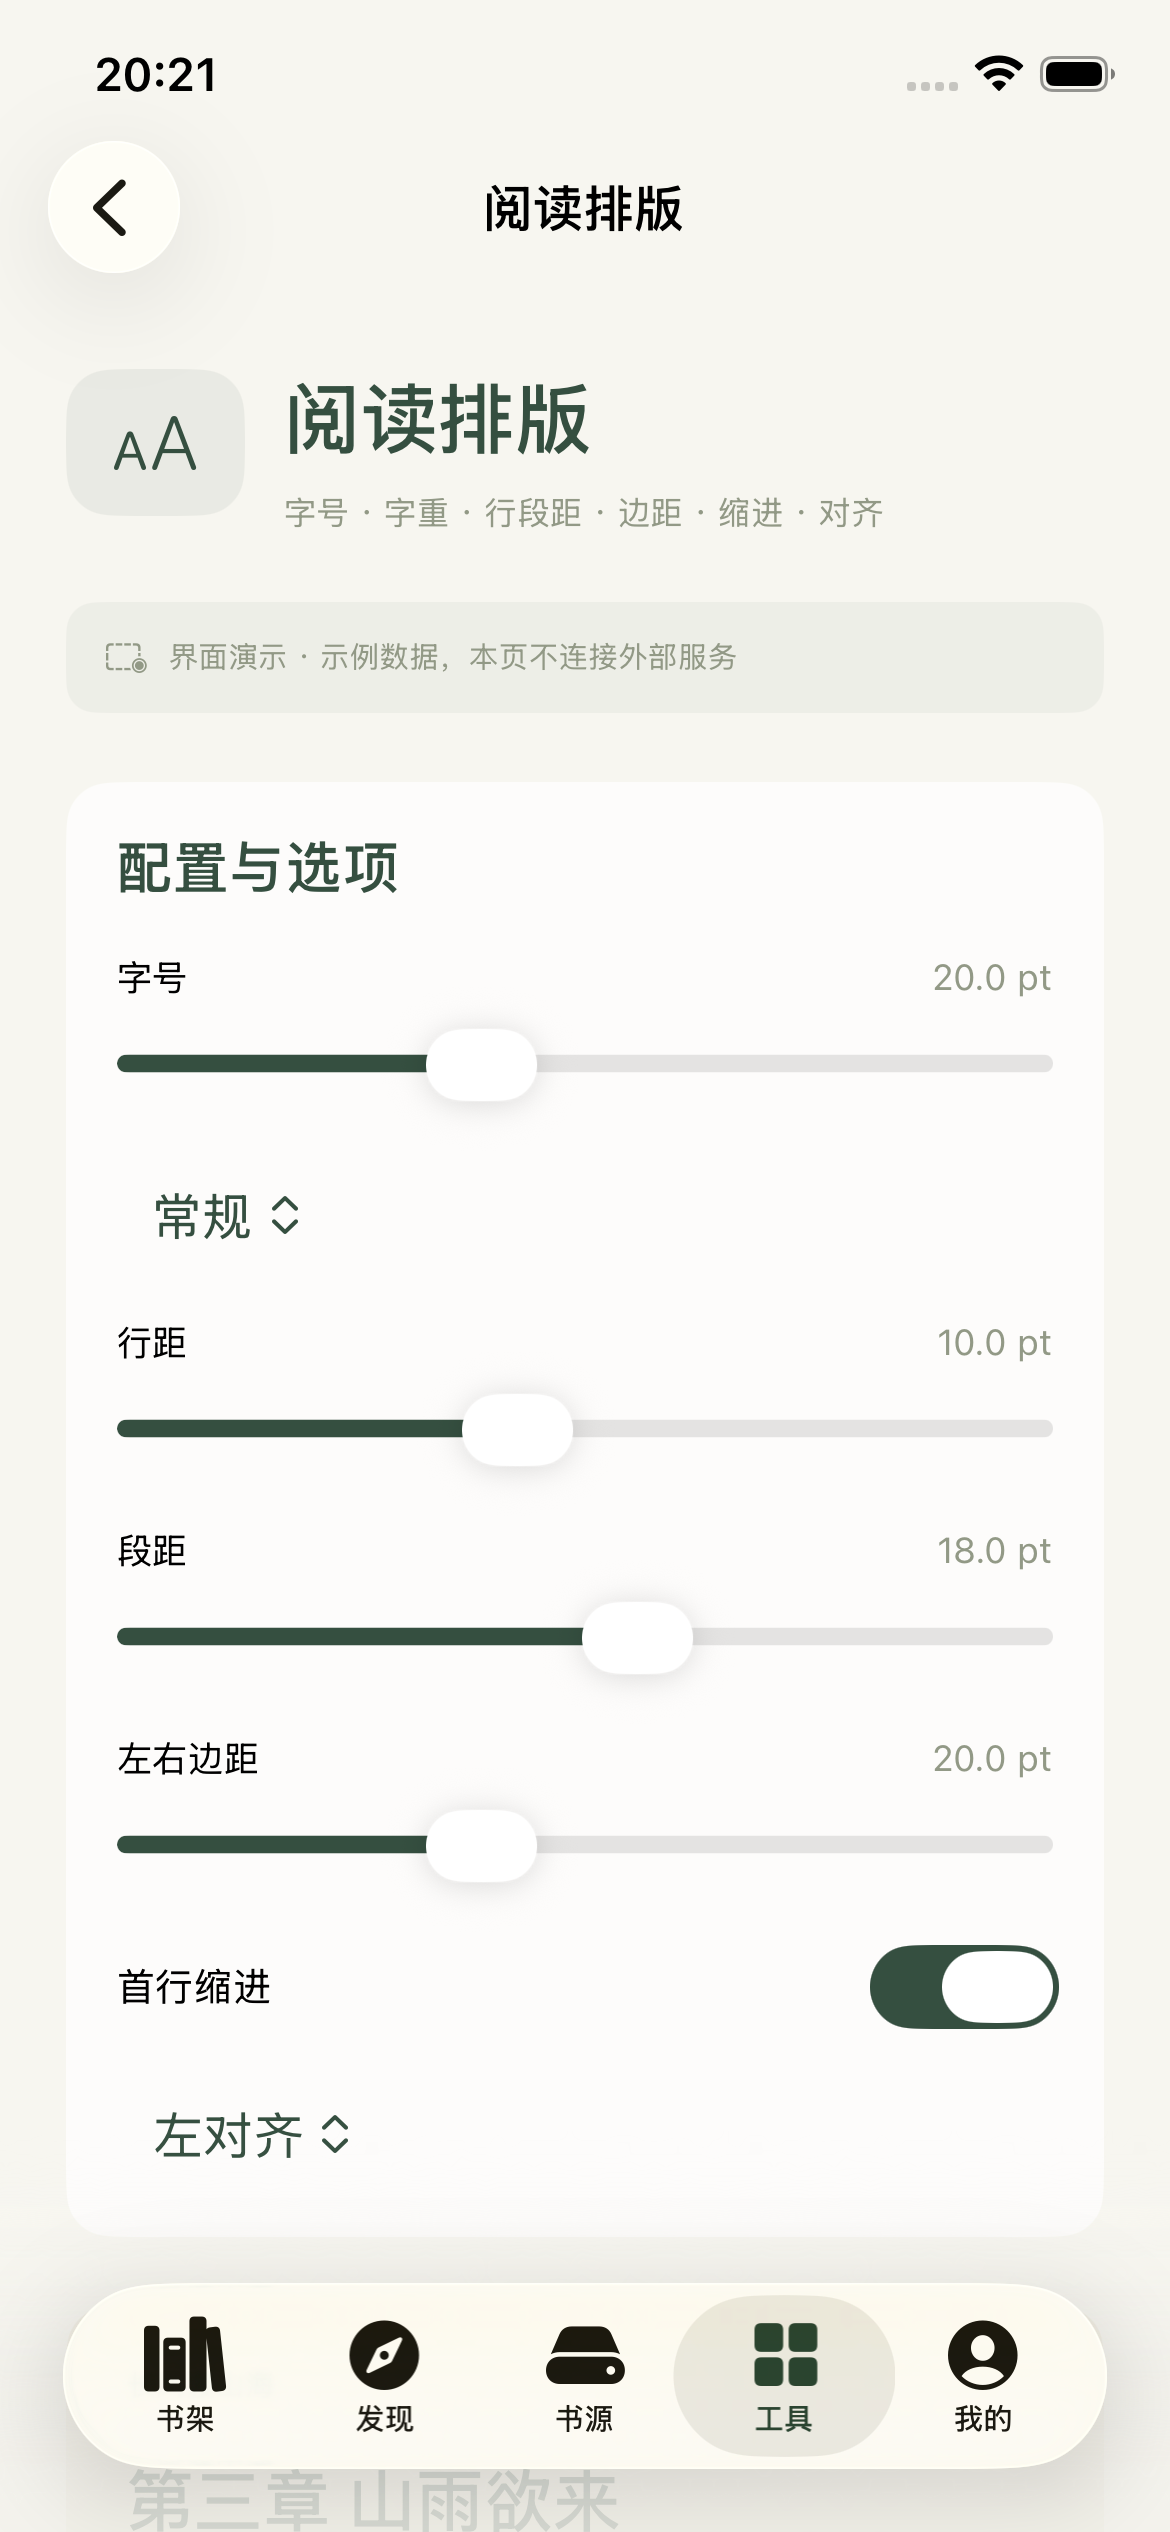 20:21
阅读排版
阅读排版
字号 · 字重 · 行段距 · 边距 · 缩进 · 对齐
界面演示 · 示例数据，本页不连接外部服务
配置与选项
字号 20.0 pt
常规
行距 10.0 pt
段距 18.0 pt
左右边距 20.0 pt
首行缩进
左对齐
书架 发现 书源 工具 我的
第三章 山雨欲来